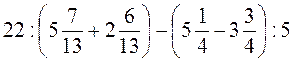 22 : (5 7/13 + 2 6/13) − (5 1/4 − 3 3/4) : 5